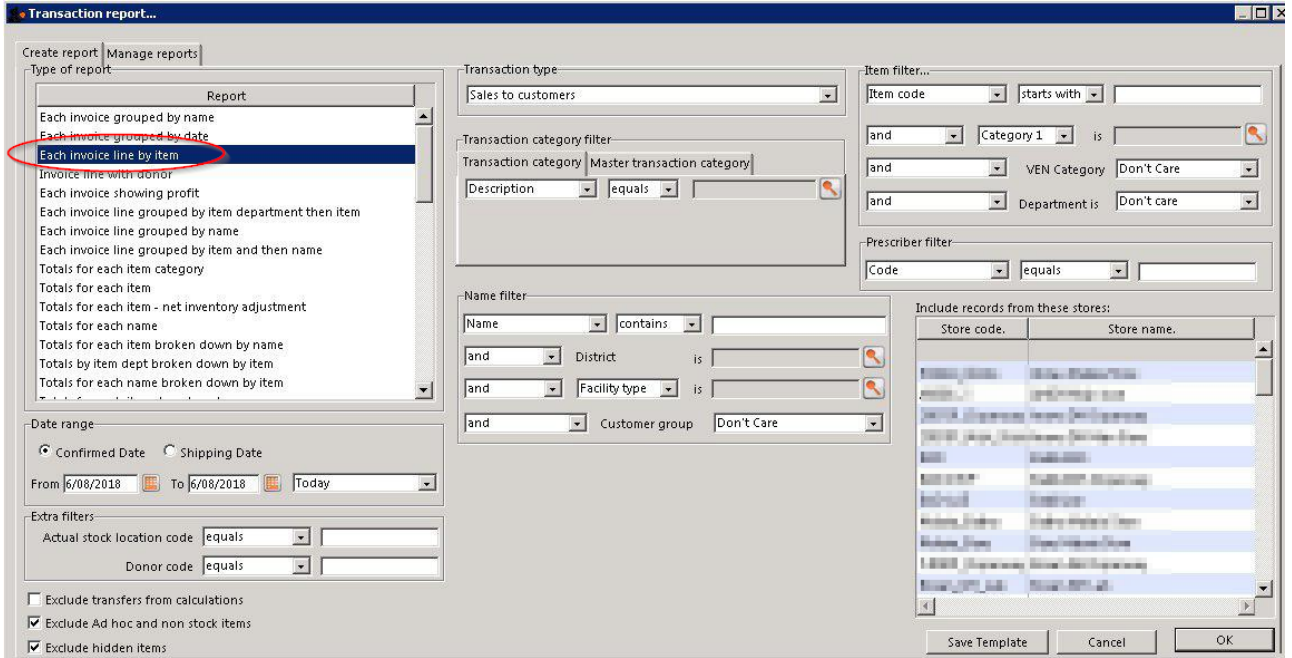 Transaction report...
Create report Manage reports
Type of report
Report
Each invoice grouped by name
Each invoice grouped by date
Each invoice line by item
Invoice line with donor
Each invoice showing profit
Each invoice line grouped by item department then item
Each invoice line grouped by name
Each invoice line grouped by item and then name
Totals for each item category
Totals for each item
Totals for each item - net inventory adjustment
Totals for each name
Totals for each item broken down by name
Totals by item dept broken down by item
Totals for each name broken down by item
Date range
Confirmed Date Shipping Date
From 6/08/2018 To 6/08/2018 Today
Extra filters
Actual stock location code equals
Donor code equals
Exclude transfers from calculations
Exclude Ad hoc and non stock items
Exclude hidden items
Transaction type
Sales to customers
Transaction category filter
Transaction category Master transaction category
Description equals
Name filter
Name contains
and District is
and Facility type is
and Customer group Don't Care
Item filter...
Item code starts with
and Category 1 is
and VEN Category Don't Care
and Department is Don't care
Prescriber filter
Code equals
Include records from these stores:
Store code. Store name.
Save Template Cancel OK